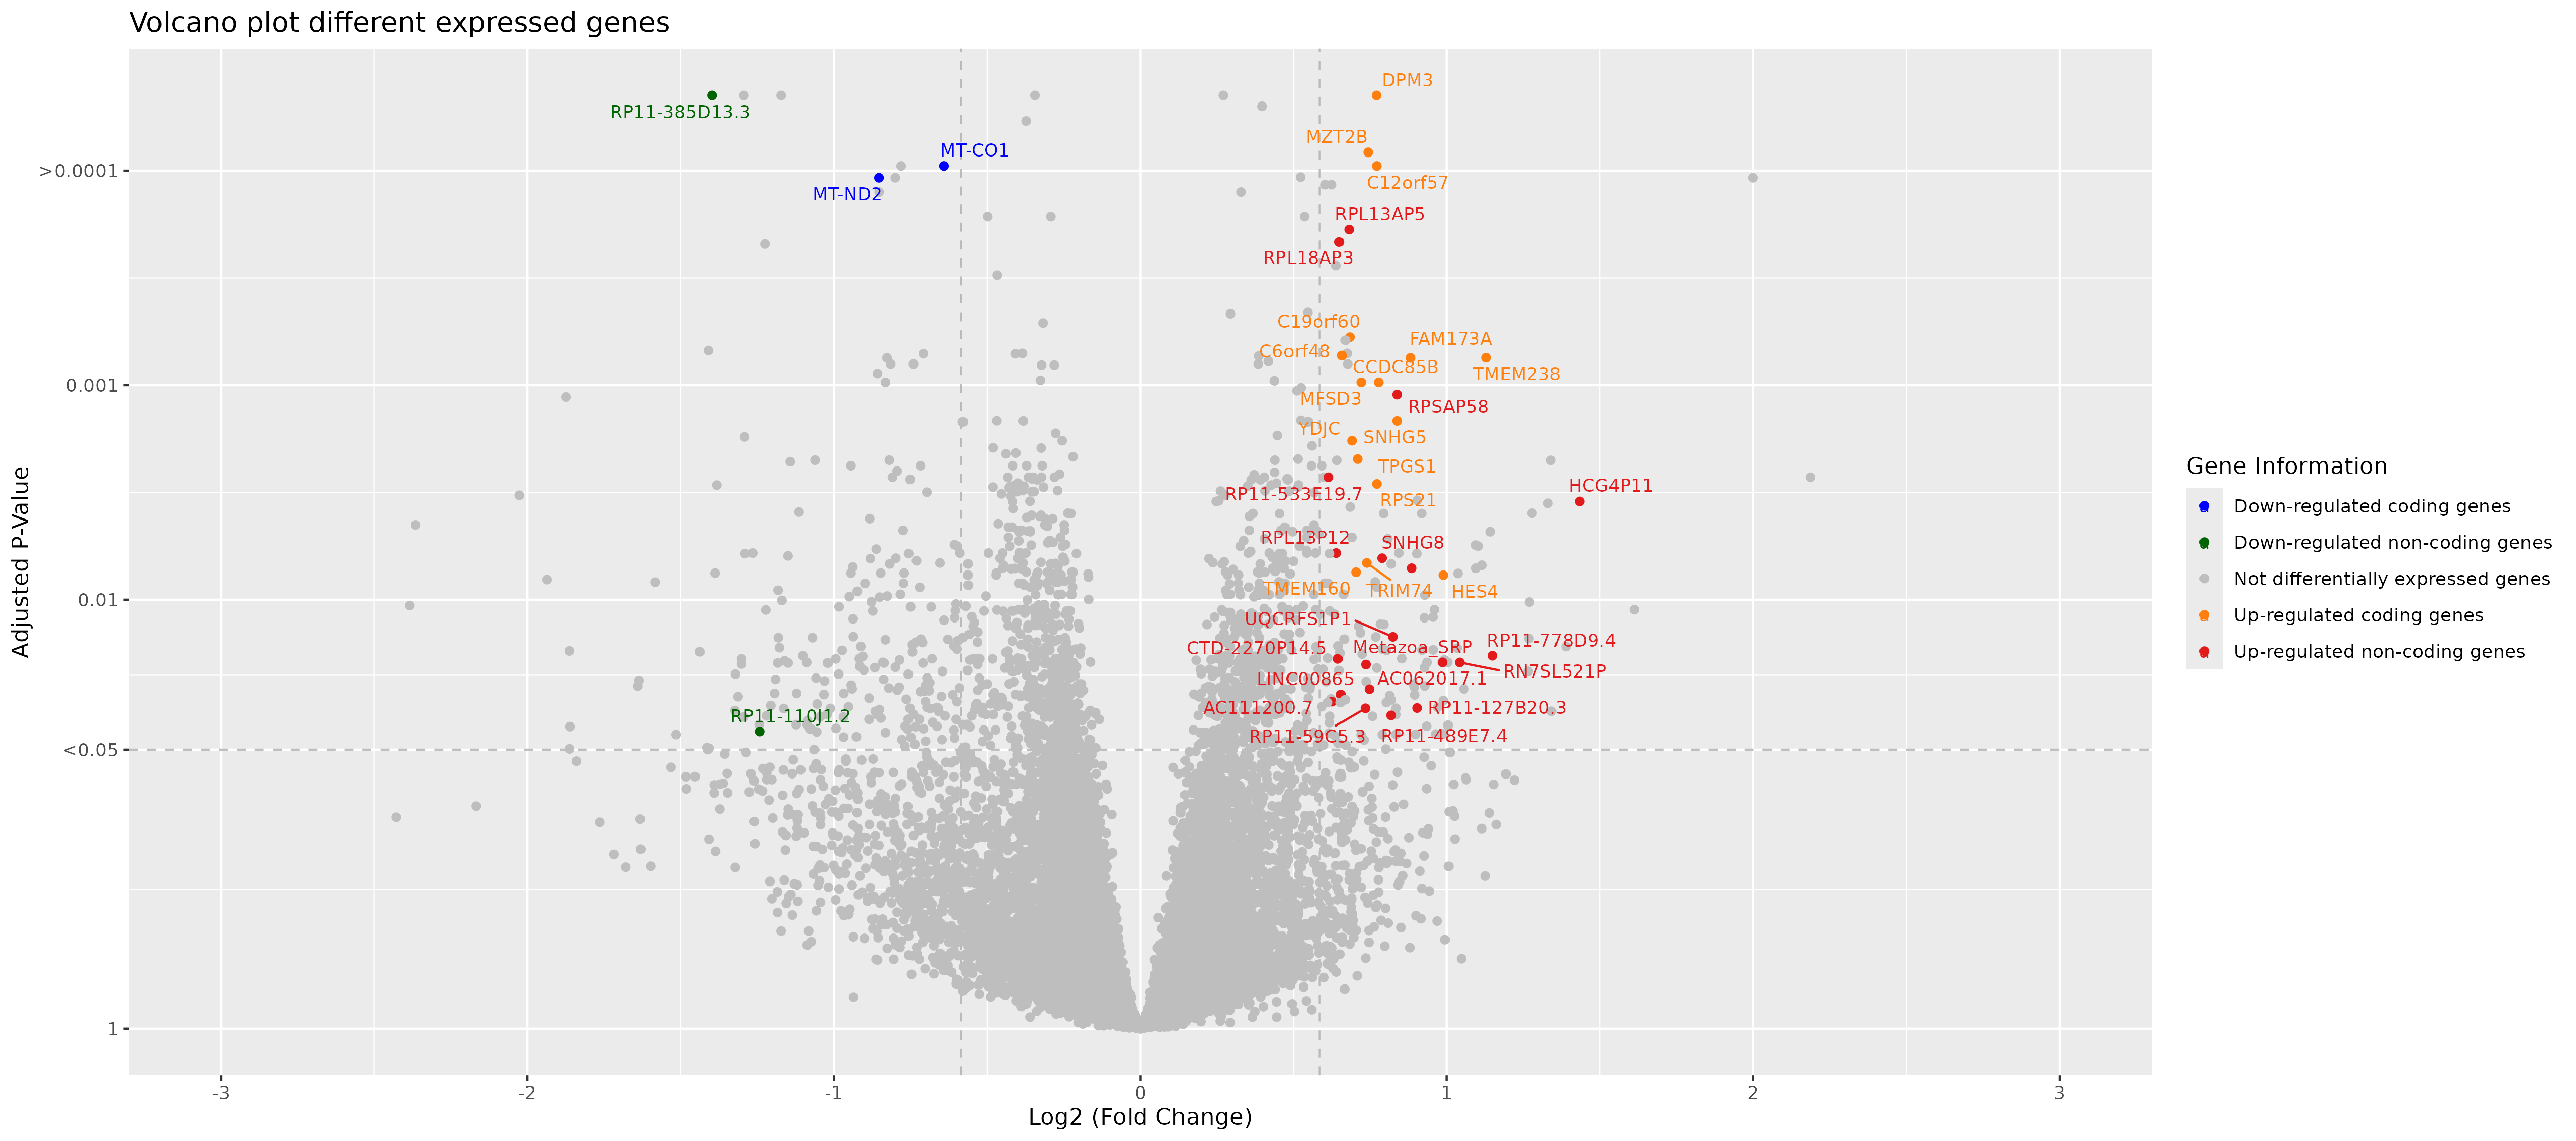 Volcano plot different expressed genes
DPM3
RP11-385D13.3
MZT2B
MT-CO1
>0.0001
C12orf57
MT-ND2
RPL13AP5
RPL18AP3
C19orf60
FAM173A
C6orf48
CCDC85B
TMEM238
0.001
MFSD3
RPSAP58
YDJC
SNHG5
TPGS1
HCG4P11
RP11-533E19.7
RPS21
RPL13P12
SNHG8
TMEM160
TRIM74
HES4
0.01
UQCRFS1P1
CTD-2270P14.5
Metazoa_SRP
RP11-778D9.4
RN7SL521P
LINC00865
AC062017.1
AC111200.7
RP11-127B20.3
RP11-110J1.2
RP11-59C5.3
RP11-489E7.4
<0.05
1
Adjusted P-Value
-3
-2
-1
0
1
2
3
Log2 (Fold Change)
Gene Information
Down-regulated coding genes
Down-regulated non-coding genes
Not differentially expressed genes
Up-regulated coding genes
Up-regulated non-coding genes